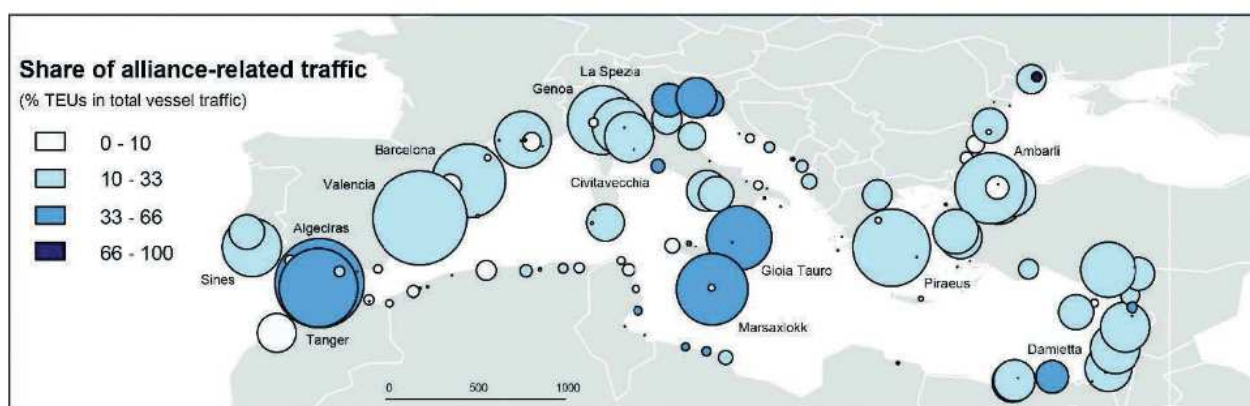 Share of alliance-related traffic
(% TEUs in total vessel traffic)
0 - 10
10 - 33
33 - 66
66 - 100
La Spezia
Genoa
Barcelona
Valencia
Civitavecchia
Ambarli
Algeciras
Sines
Gioia Tauro
Piraeus
Marsaxlokk
Tanger
Damietta
0 500 1000